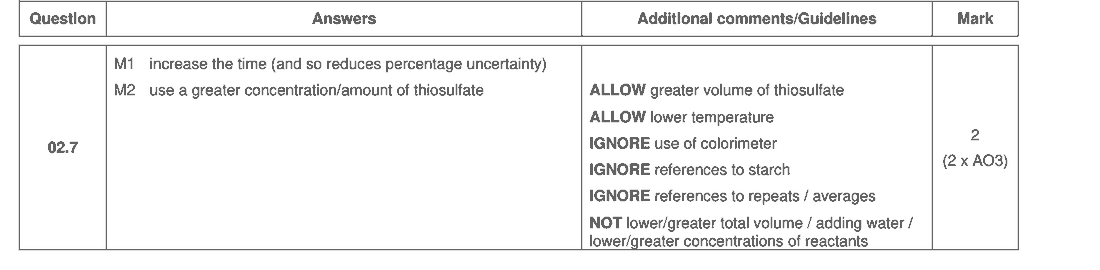 Question Answers Additional comments/Guidelines Mark
M1 increase the time (and so reduces percentage uncertainty)
M2 use a greater concentration/amount of thiosulfate
ALLOW greater volume of thiosulfate
ALLOW lower temperature
IGNORE use of colorimeter
IGNORE references to starch
IGNORE references to repeats / averages
NOT lower/greater total volume / adding water /
lower/greater concentrations of reactants
02.7
2
(2 x AO3)